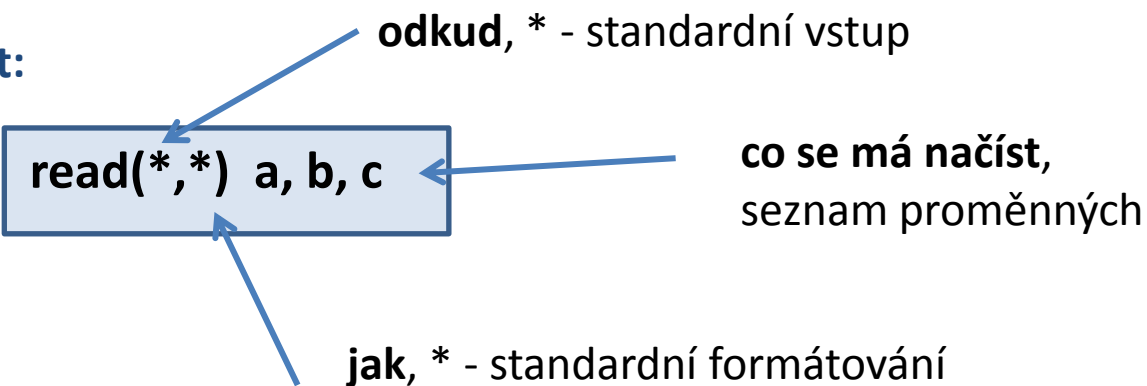 odkud, * - standardní vstup
t:
read(*,*) a, b, c
co se má načíst,
seznam proměnných
jak, * - standardní formátování